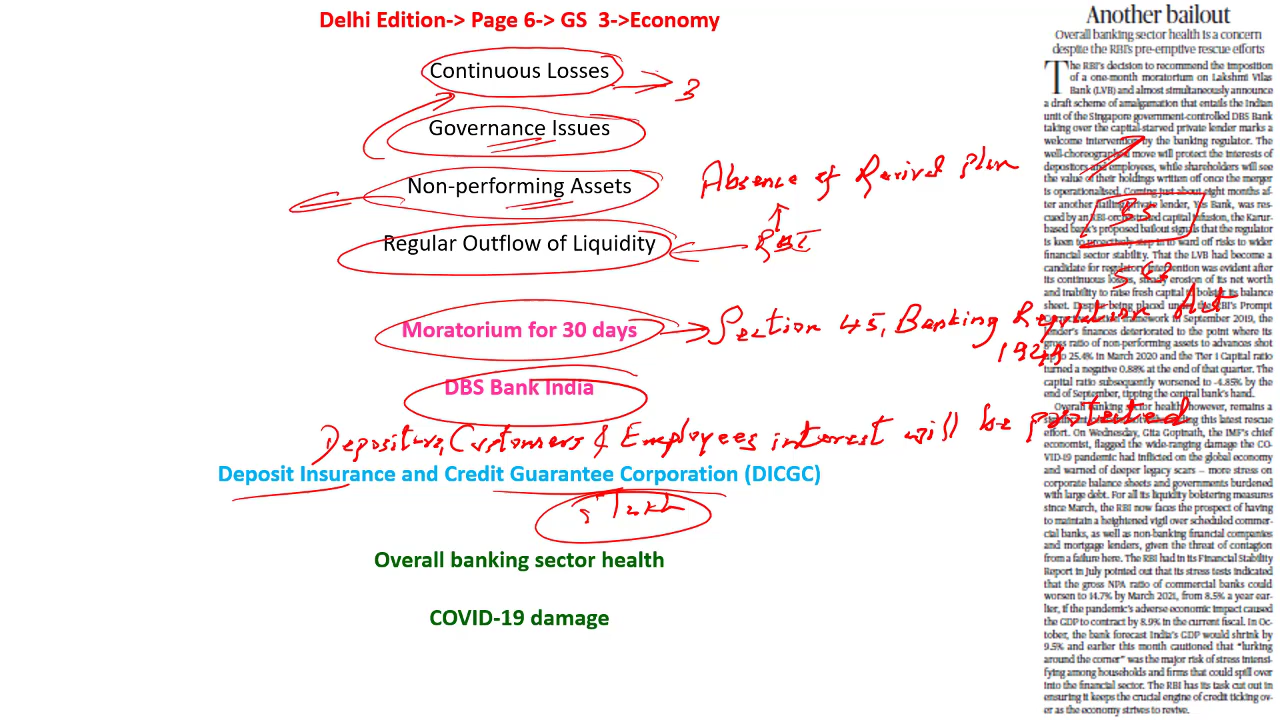 Delhi Edition-> Page 6-> GS 3->Economy
Continuous Losses
3
Governance Issues
Non-performing Assets
Absence of Revival plan
Regular Outflow of Liquidity
RBI
Moratorium for 30 days
Section 45, Banking Regulation Act
1949
DBS Bank India
Depositors, Customers & Employees interest will be protected
Deposit Insurance and Credit Guarantee Corporation (DICGC)
5 lakh
Overall banking sector health
COVID-19 damage
Another bailout
Overall banking sector health is a concern
despite the RBI's pre-emptive rescue efforts
The RBI's decision to recommend the imposition
of a one-month moratorium on Lakshmi Vilas
Bank (LVB) and almost simultaneously announce
a draft scheme of amalgamation that entails the Indian
unit of the Singapore government-controlled DBS Bank
taking over the capital-starved private lender marks a
welcome intervention by the banking regulator. The
well-choreographed move will protect the interests of
depositors and employees, while shareholders will see
the value of their holdings written off once the merger
is operationalised. Coming just about eight months af-
ter another failing private lender, Yes Bank, was res-
cued by an RBI-orchestrated capital infusion, the Karur-
based bank's proposed bailout signals that the regulator
is keen to proactively step in to ward off risks to wider
financial sector stability. That the LVB had become a
candidate for regulatory intervention was evident after
its continuous losses, steady erosion of its net worth
and inability to raise fresh capital to bolster its balance
sheet. Despite being placed under the RBI's Prompt
framework in September 2019, the
lender's finances deteriorated to the point where its
gross ratio of non-performing assets to advances shot
up to 25.4% in March 2020 and the Tier 1 Capital ratio
turned a negative 0.88% at the end of that quarter. The
capital ratio subsequently worsened to -4.85% by the
end of September, tipping the central bank's hand.
Overall banking sector health, however, remains a
this latest rescue
effort. On Wednesday, Gita Gopinath, the IMF's chief
economist, flagged the wide-ranging damage the CO-
VID-19 pandemic had inflicted on the global economy
and warned of deeper legacy scars — more stress on
corporate balance sheets and governments burdened
with large debt. For all its liquidity bolstering measures
since March, the RBI now faces the prospect of having
to maintain a heightened vigil over scheduled commer-
cial banks, as well as non-banking financial companies
and mortgage lenders, given the threat of contagion
from a failure here. The RBI had in its Financial Stability
Report in July pointed out that its stress tests indicated
that the gross NPA ratio of commercial banks could
worsen to 14.7% by March 2021, from 8.5% a year ear-
lier, if the pandemic's adverse economic impact caused
the GDP to contract by 8.9% in the current fiscal. In Oc-
tober, the bank forecast India's GDP would shrink by
9.5% and earlier this month cautioned that "lurking
around the corner" was the major risk of stress intensi-
fying among households and firms that could spill over
into the financial sector. The RBI has its task cut out in
ensuring it keeps the crucial engine of credit ticking ov-
er as the economy strives to revive.